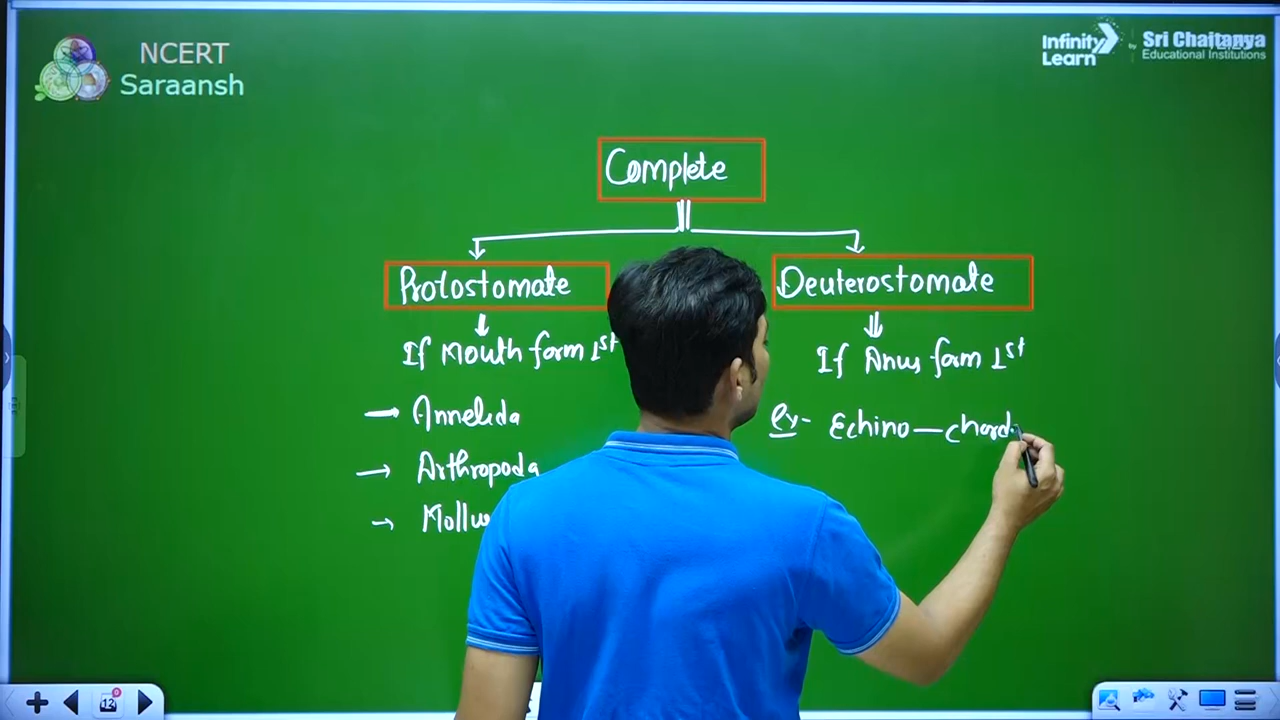 NCERT
Saraansh
Infinity
Learn
by
Sri Chaitanya
Educational Institutions
Complete
Protostomate
Deuterostomate
If Mouth form 1st
If Anus form 1st
→ Annelida
ex- Echino—chord
→ Arthropoda
→ Mollu
12
0